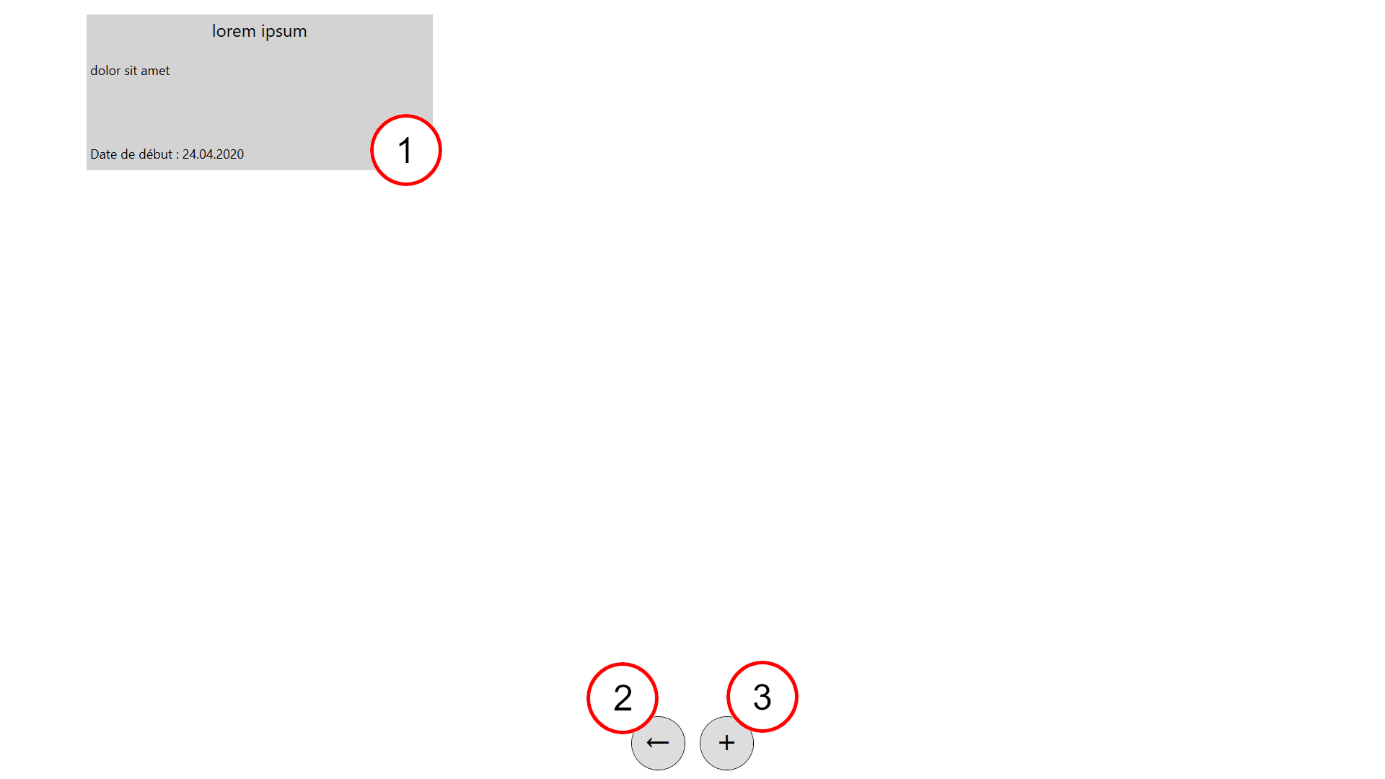 lorem ipsum
dolor sit amet
Date de début : 24.04.2020
1
2
3
←
+